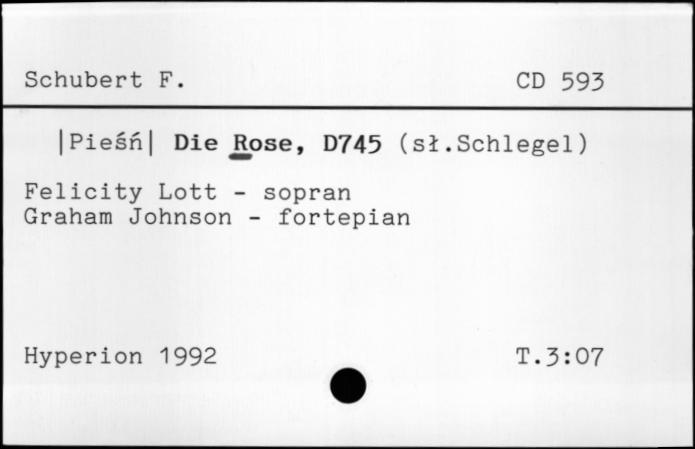 Schubert F. CD 593
|Pieśń| Die Rose, D745 (sł.Schlegel)
Felicity Lott - sopran
Graham Johnson - fortepian
Hyperion 1992 T.3:07